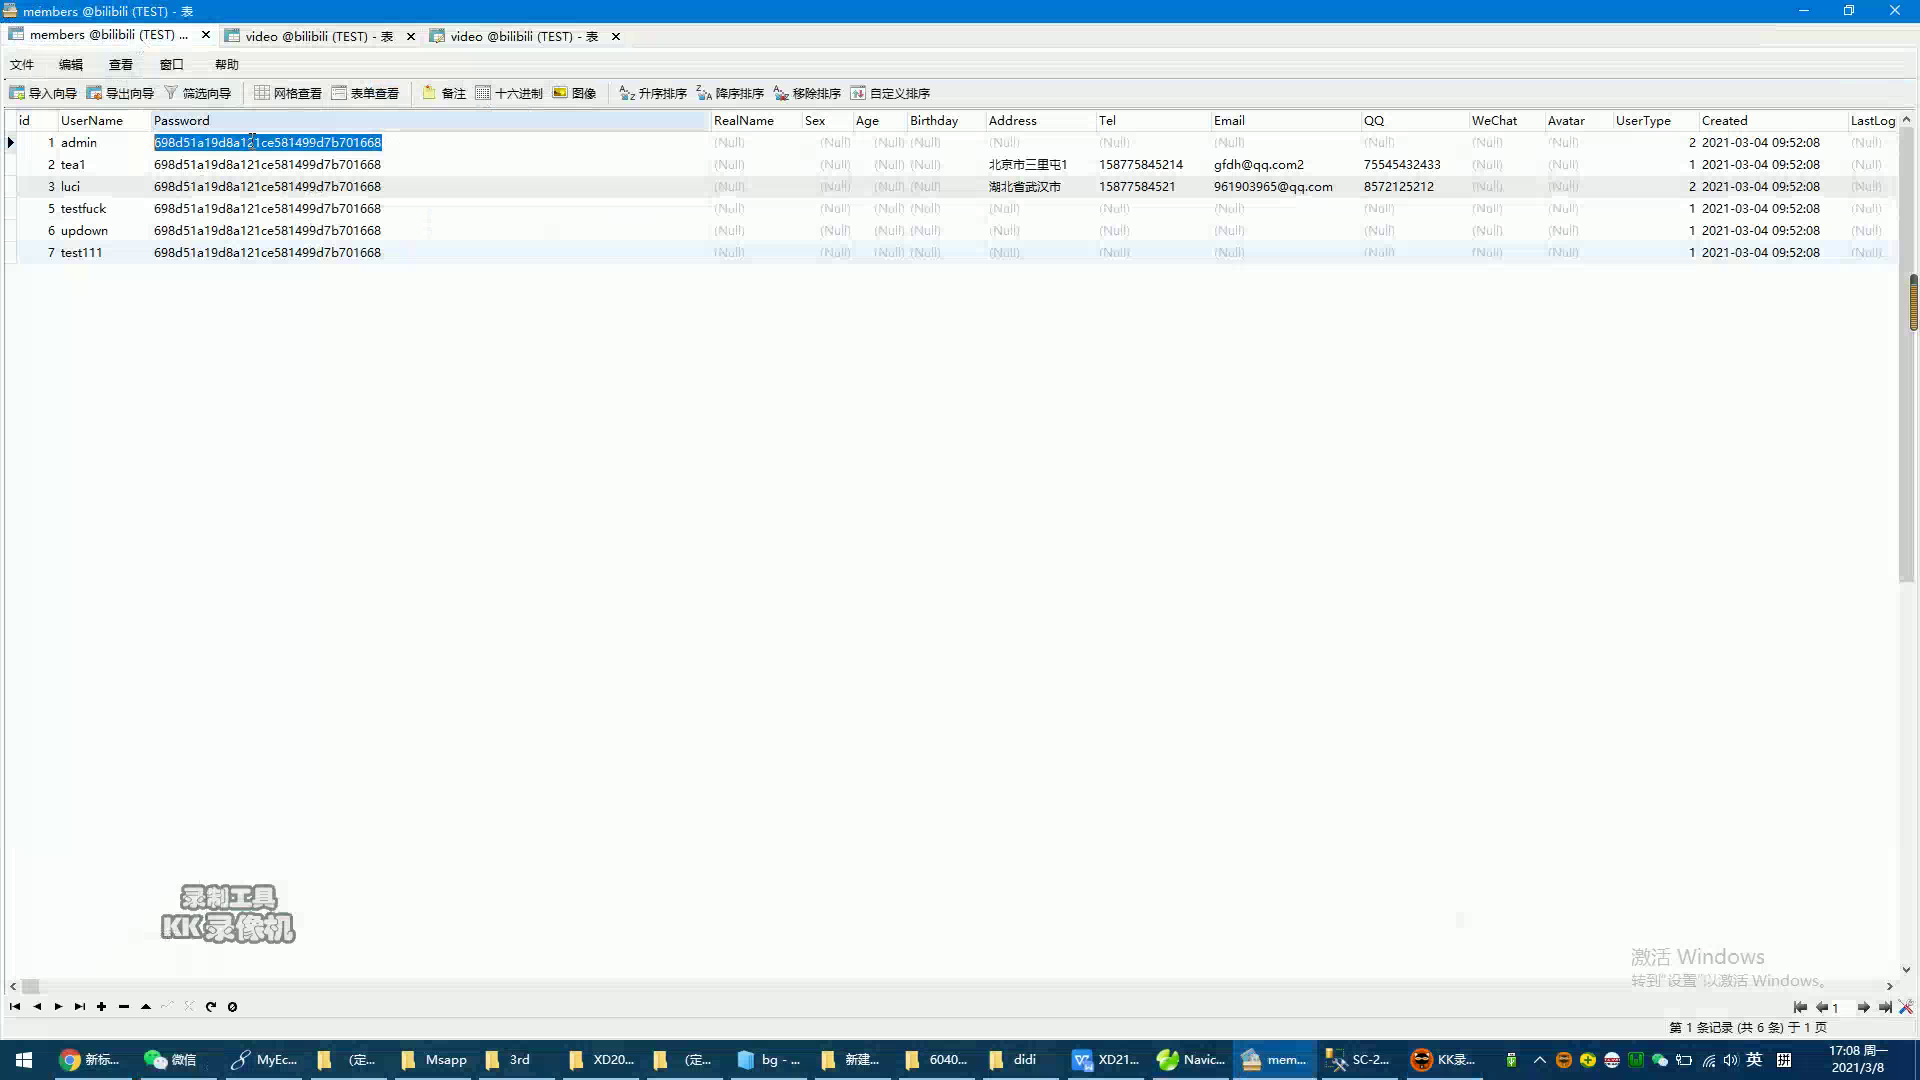 members @bilibili (TEST) - 表
members @bilibili (TEST) ...
video @bilibili (TEST) - 表
video @bilibili (TEST) - 表
文件 编辑 查看 窗口 帮助
导入向导 导出向导 筛选向导 网格查看 表单查看 备注 十六进制 图像 升序排序 降序排序 移除排序 自定义排序
id UserName Password RealName Sex Age Birthday Address Tel Email QQ WeChat Avatar UserType Created LastLog
1 admin 698d51a19d8a121ce581499d7b701668 (Null) (Null) (Null) (Null) (Null) (Null) (Null) (Null) (Null) (Null) 2 2021-03-04 09:52:08 (Null)
2 tea1 698d51a19d8a121ce581499d7b701668 (Null) (Null) (Null) (Null) 北京市三里屯1 158775845214 gfdh@qq.com2 75545432433 (Null) (Null) 1 2021-03-04 09:52:08 (Null)
3 luci 698d51a19d8a121ce581499d7b701668 (Null) (Null) (Null) (Null) 湖北省武汉市 15877584521 961903965@qq.com 8572125212 (Null) (Null) 2 2021-03-04 09:52:08 (Null)
5 testfuck 698d51a19d8a121ce581499d7b701668 (Null) (Null) (Null) (Null) (Null) (Null) (Null) (Null) (Null) (Null) 1 2021-03-04 09:52:08 (Null)
6 updown 698d51a19d8a121ce581499d7b701668 (Null) (Null) (Null) (Null) (Null) (Null) (Null) (Null) (Null) (Null) 1 2021-03-04 09:52:08 (Null)
7 test111 698d51a19d8a121ce581499d7b701668 (Null) (Null) (Null) (Null) (Null) (Null) (Null) (Null) (Null) (Null) 1 2021-03-04 09:52:08 (Null)
录制工具
KK录像机
激活 Windows
转到“设置”以激活 Windows。
1
第 1 条记录 (共 6 条) 于 1 页
新标... 微信 MyEc... (定... Msapp 3rd XD20... (定... bg - ... 新建... 6040... didi XD21... Navic... mem... SC-2... KK录... 英 拼
17:08 周一
2021/3/8